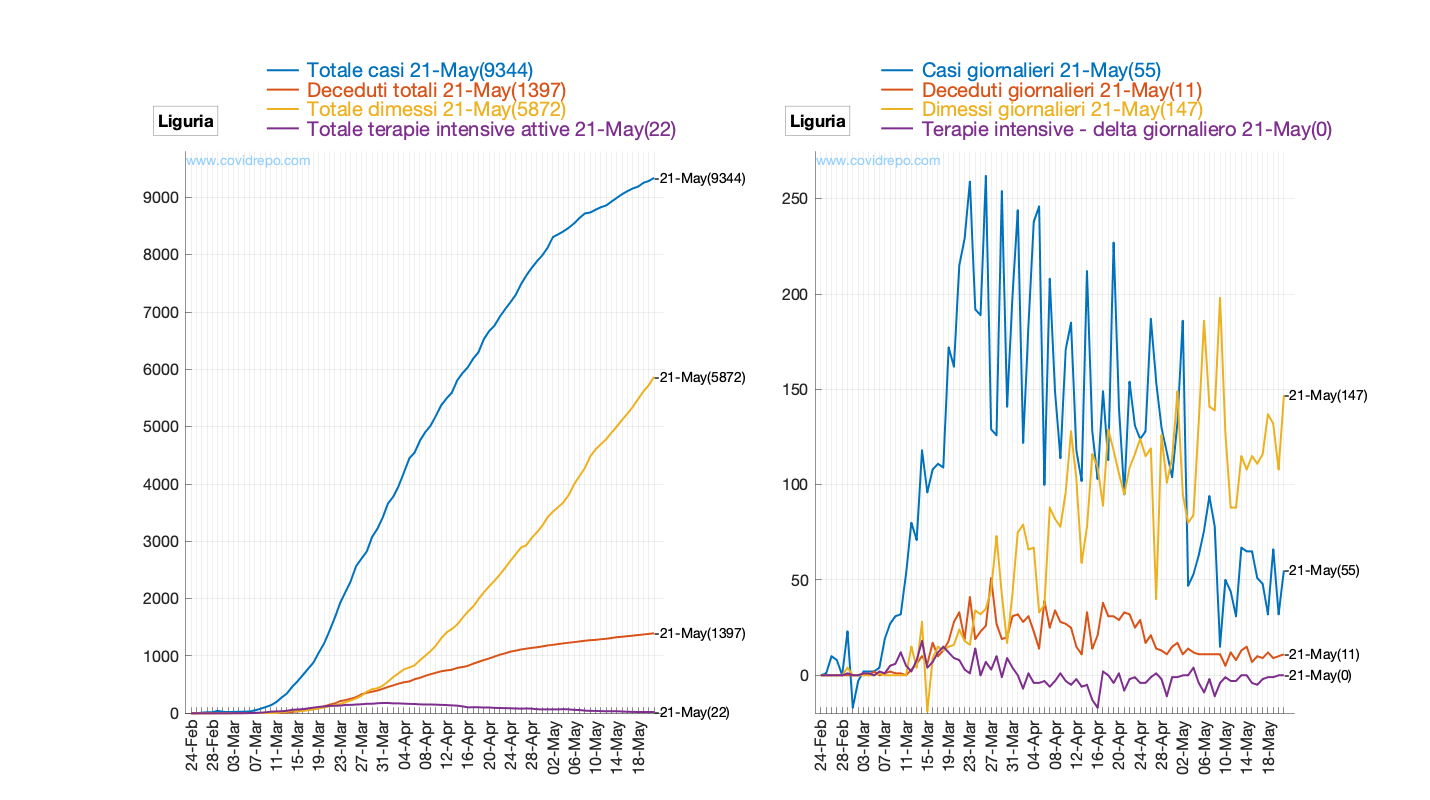 Totale casi 21-May(9344)
Deceduti totali 21-May(1397)
Totale dimessi 21-May(5872)
Totale terapie intensive attive 21-May(22)
Liguria
www.covidrepo.com
9000
8000
7000
6000
5000
4000
3000
2000
1000
0
21-May(9344)
21-May(5872)
21-May(1397)
21-May(22)
24-Feb
28-Feb
03-Mar
07-Mar
11-Mar
15-Mar
19-Mar
23-Mar
27-Mar
31-Mar
04-Apr
08-Apr
12-Apr
16-Apr
20-Apr
24-Apr
28-Apr
02-May
06-May
10-May
14-May
18-May
Casi giornalieri 21-May(55)
Deceduti giornalieri 21-May(11)
Dimessi giornalieri 21-May(147)
Terapie intensive - delta giornaliero 21-May(0)
Liguria
www.covidrepo.com
250
200
150
100
50
0
21-May(147)
21-May(55)
21-May(11)
21-May(0)
24-Feb
28-Feb
03-Mar
07-Mar
11-Mar
15-Mar
19-Mar
23-Mar
27-Mar
31-Mar
04-Apr
08-Apr
12-Apr
16-Apr
20-Apr
24-Apr
28-Apr
02-May
06-May
10-May
14-May
18-May